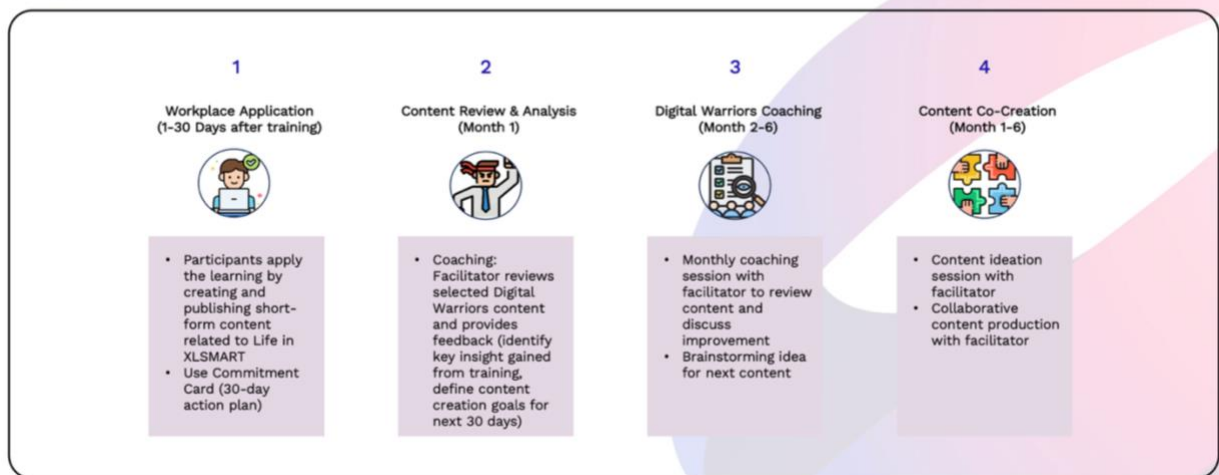 1
Workplace Application
(1-30 Days after training)
• Participants apply
the learning by
creating and
publishing short-
form content
related to Life in
XLSMART
• Use Commitment
Card (30-day
action plan)
2
Content Review & Analysis
(Month 1)
• Coaching:
Facilitator reviews
selected Digital
Warriors content
and provides
feedback (identify
key insight gained
from training,
define content
creation goals for
next 30 days)
3
Digital Warriors Coaching
(Month 2-6)
• Monthly coaching
session with
facilitator to review
content and
discuss
improvement
• Brainstorming idea
for next content
4
Content Co-Creation
(Month 1-6)
• Content ideation
session with
facilitator
• Collaborative
content production
with facilitator